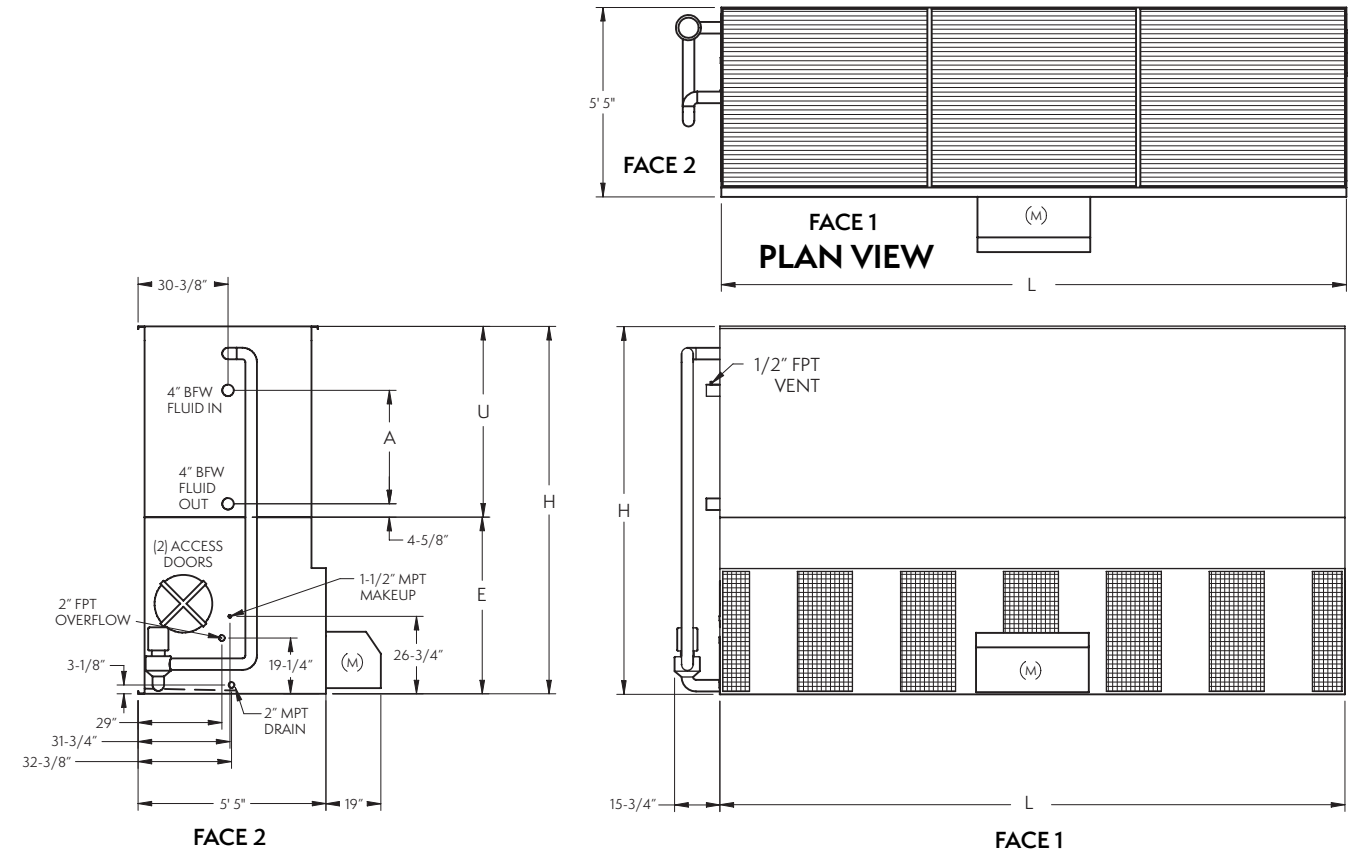 5' 5"
FACE 2
(M)
FACE 1
PLAN VIEW
L
30-3/8"
4" BFW
FLUID IN
U
A
H
4" BFW
FLUID
OUT
4-5/8"
(2) ACCESS
DOORS
1-1/2" MPT
MAKEUP
E
2" FPT
OVERFLOW
3-1/8"
19-1/4"
26-3/4"
(M)
2" MPT
DRAIN
29"
31-3/4"
32-3/8"
5' 5"
19"
FACE 2
1/2" FPT
VENT
H
(M)
15-3/4"
L
FACE 1